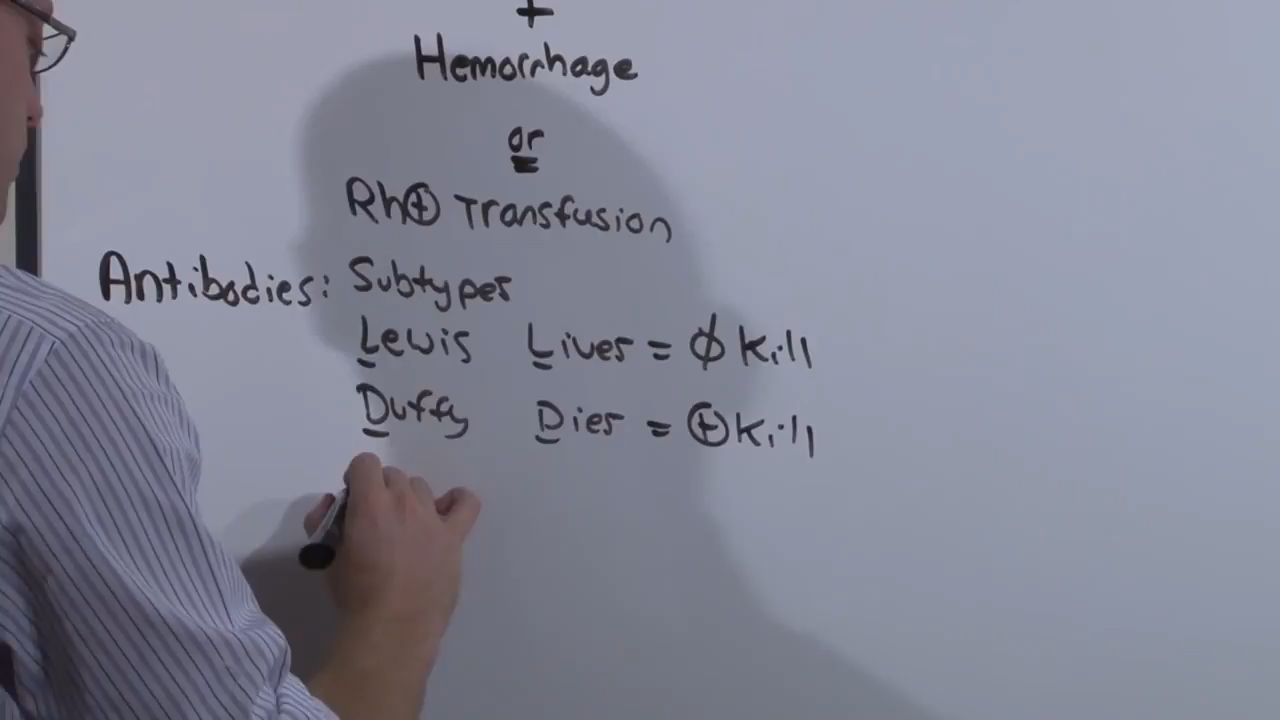 +
Hemorrhage
or
Rh⊕ Transfusion
Antibodies: Subtypes
Lewis Lives = ϕ Kill
Duffy Dies = ⊕ Kill